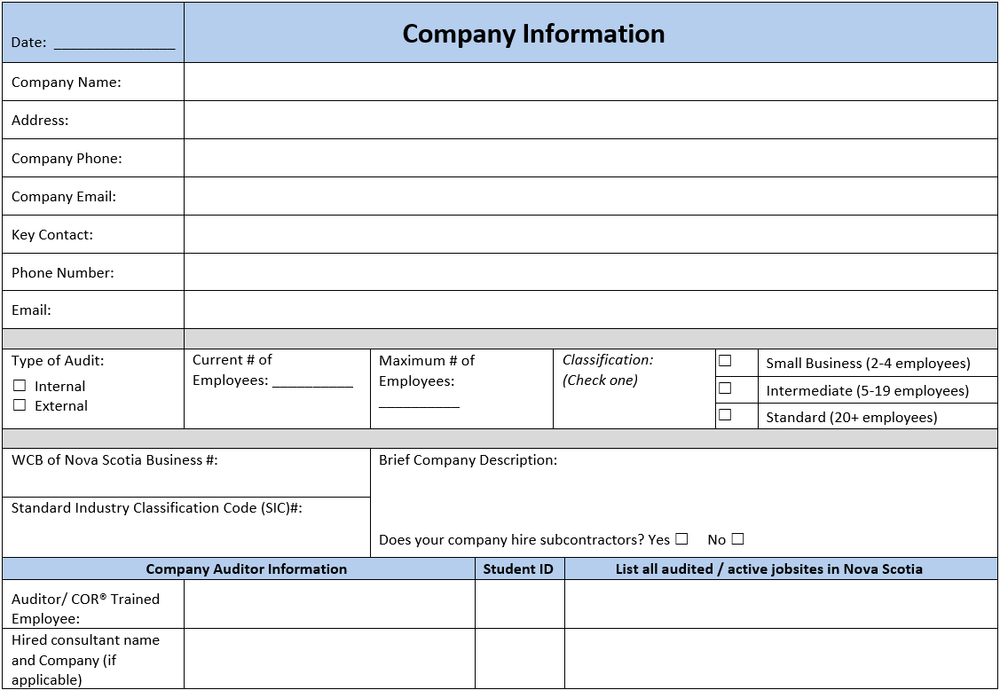 Date: _______________
Company Information
Company Name:
Address:
Company Phone:
Company Email:
Key Contact:
Phone Number:
Email:
Type of Audit:
☐ Internal
☐ External
Current # of
Employees: __________
Maximum # of
Employees:
__________
Classification:
(Check one)
☐ Small Business (2-4 employees)
☐ Intermediate (5-19 employees)
☐ Standard (20+ employees)
WCB of Nova Scotia Business #:
Standard Industry Classification Code (SIC)#:
Brief Company Description:
Does your company hire subcontractors? Yes ☐ No ☐
Company Auditor Information
Student ID
List all audited / active jobsites in Nova Scotia
Auditor/ COR® Trained
Employee:
Hired consultant name
and Company (if
applicable)